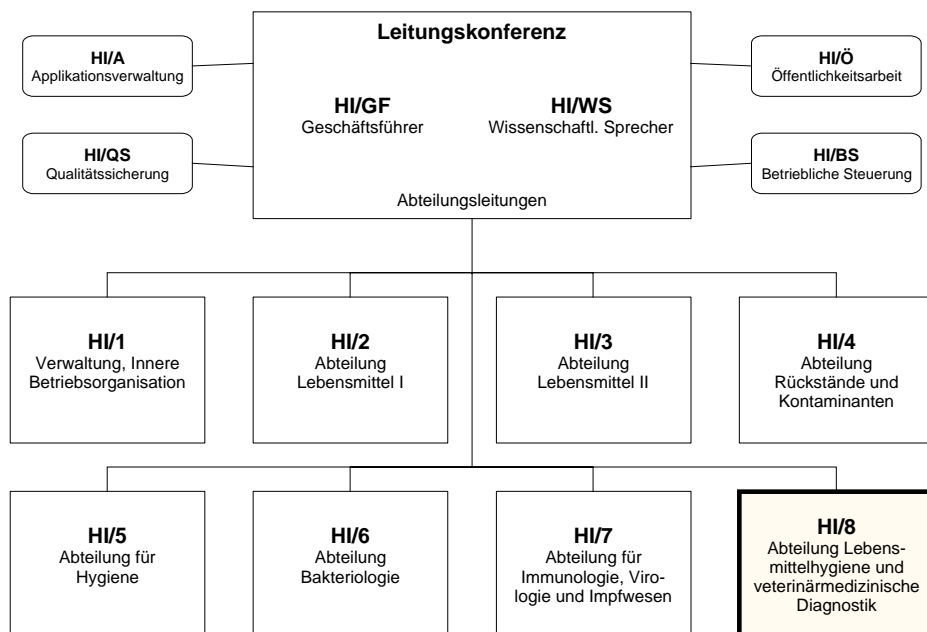 Leitungskonferenz
HI/A
Applikationsverwaltung
HI/Ö
Öffentlichkeitsarbeit
HI/GF
Geschäftsführer
HI/WS
Wissenschaftl. Sprecher
HI/QS
Qualitätssicherung
HI/BS
Betriebliche Steuerung
Abteilungsleitungen
HI/1
Verwaltung, Innere
Betriebsorganisation
HI/2
Abteilung
Lebensmittel I
HI/3
Abteilung
Lebensmittel II
HI/4
Abteilung
Rückstände und
Kontaminanten
HI/5
Abteilung für
Hygiene
HI/6
Abteilung
Bakteriologie
HI/7
Abteilung für
Immunologie, Viro-
logie und Impfwesen
HI/8
Abteilung Lebens-
mittelhygiene und
veterinärmedizinische
Diagnostik